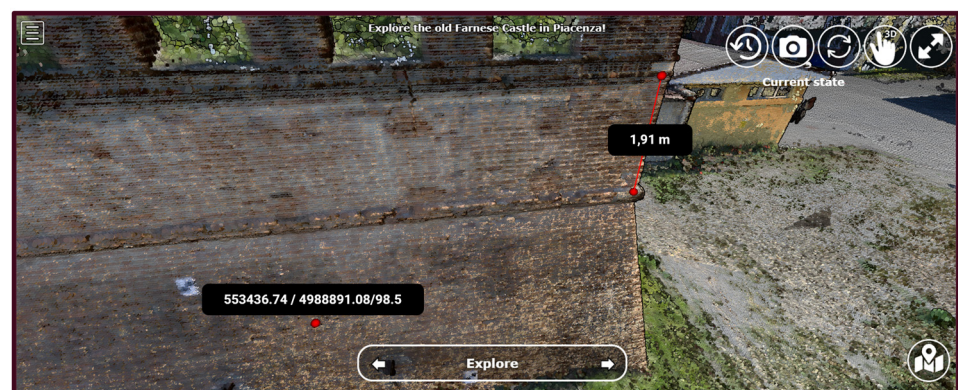 Explore the old Farnese Castle in Piacenza!
3D
Current state
1,91 m
553436.74 / 4988891.08/98.5
Explore